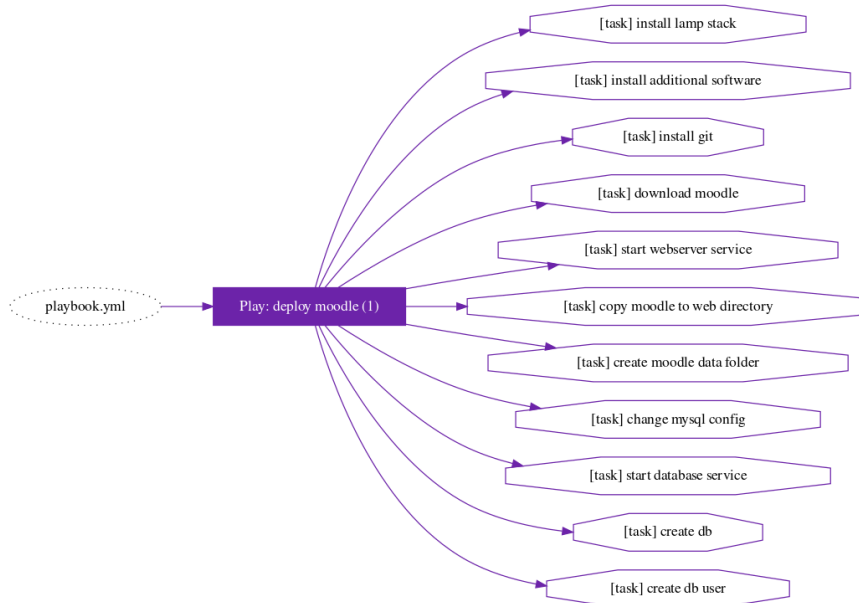 [task] install lamp stack
[task] install additional software
[task] install git
[task] download moodle
[task] start webserver service
playbook.yml
Play: deploy moodle (1)
[task] copy moodle to web directory
[task] create moodle data folder
[task] change mysql config
[task] start database service
[task] create db
[task] create db user